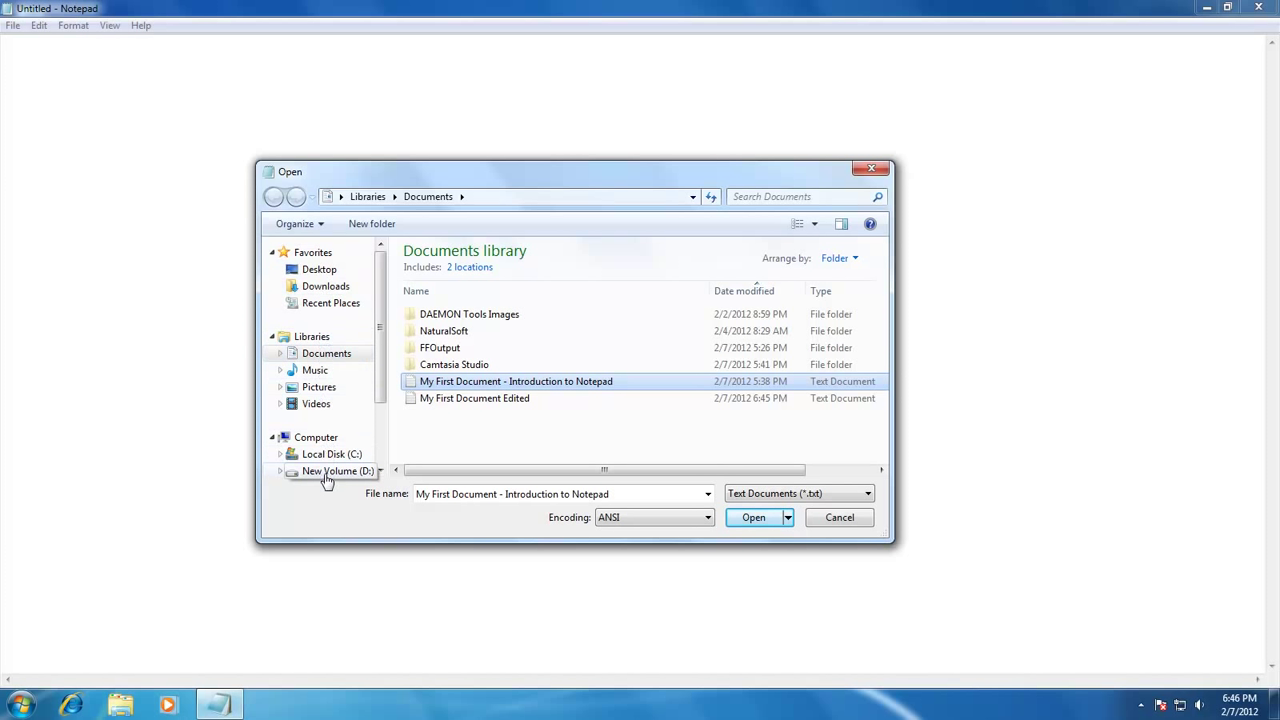 Untitled - Notepad
File Edit Format View Help
Open
Libraries Documents
Search Documents
Organize New folder
Favorites
Desktop
Downloads
Recent Places
Libraries
Documents
Music
Pictures
Videos
Computer
Local Disk (C:)
New Volume (D:)
Documents library
Includes: 2 locations
Arrange by: Folder
Name Date modified Type
DAEMON Tools Images 2/2/2012 8:59 PM File folder
NaturalSoft 2/4/2012 8:29 AM File folder
FFOutput 2/7/2012 5:26 PM File folder
Camtasia Studio 2/7/2012 5:41 PM File folder
My First Document - Introduction to Notepad 2/7/2012 5:38 PM Text Document
My First Document Edited 2/7/2012 6:45 PM Text Document
File name: My First Document - Introduction to Notepad Text Documents (*.txt)
Encoding: ANSI Open Cancel
6:46 PM
2/7/2012